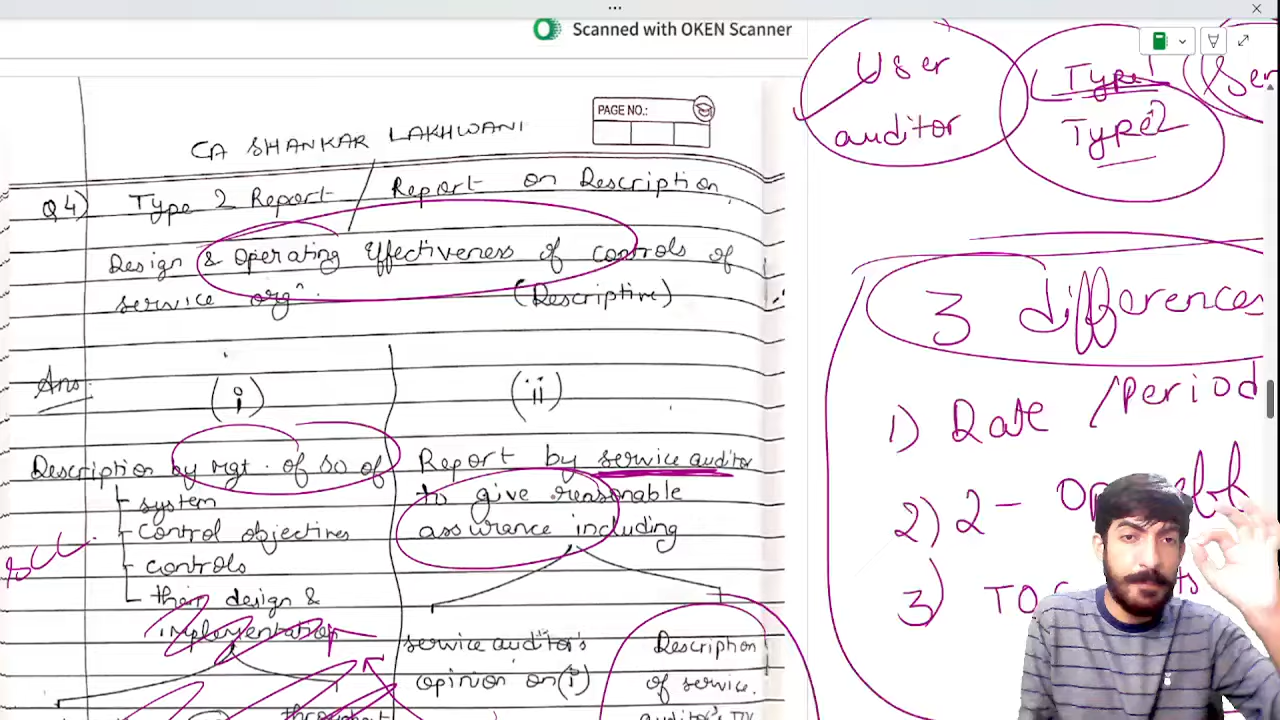 Scanned with OKEN Scanner
PAGE NO.:
CA SHANKAR LAKHWANI
Q4) Type 2 Report / Report on Description
Design & Operating Effectiveness of controls of
service orgn. (Descriptive)
Ans.
(i)
(ii)
Description by mgt. of SO of
system
Control objectives
controls
their design &
implementation
Report by service auditor
to give reasonable
assurance including
service auditor's
opinion on (i)
Description
of service
auditor's
throughout
User
auditor
Type 1
Type 2
3 differences
1) Date / Period
2) 2 -
3)